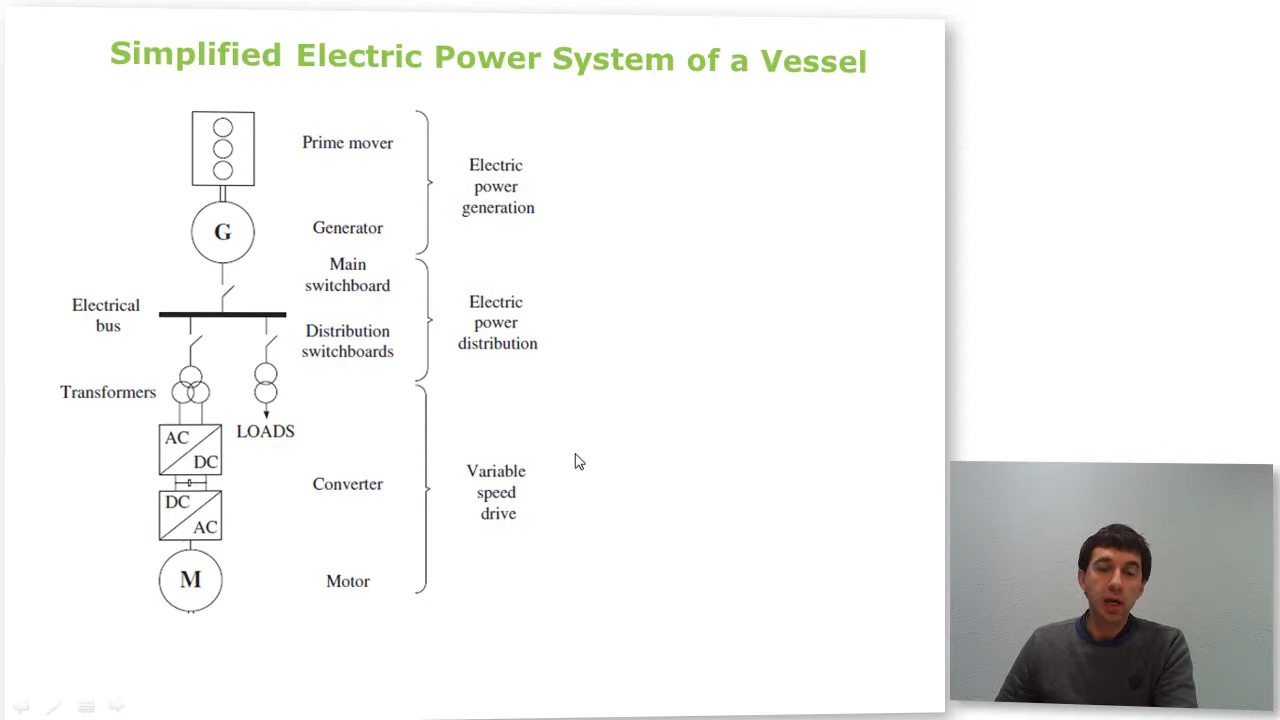 Simplified Electric Power System of a Vessel
Prime mover
Electric
power
generation
G
Generator
Main
switchboard
Electrical
bus
Distribution
switchboards
Electric
power
distribution
Transformers
LOADS
AC
DC
DC
AC
Converter
Variable
speed
drive
M
Motor